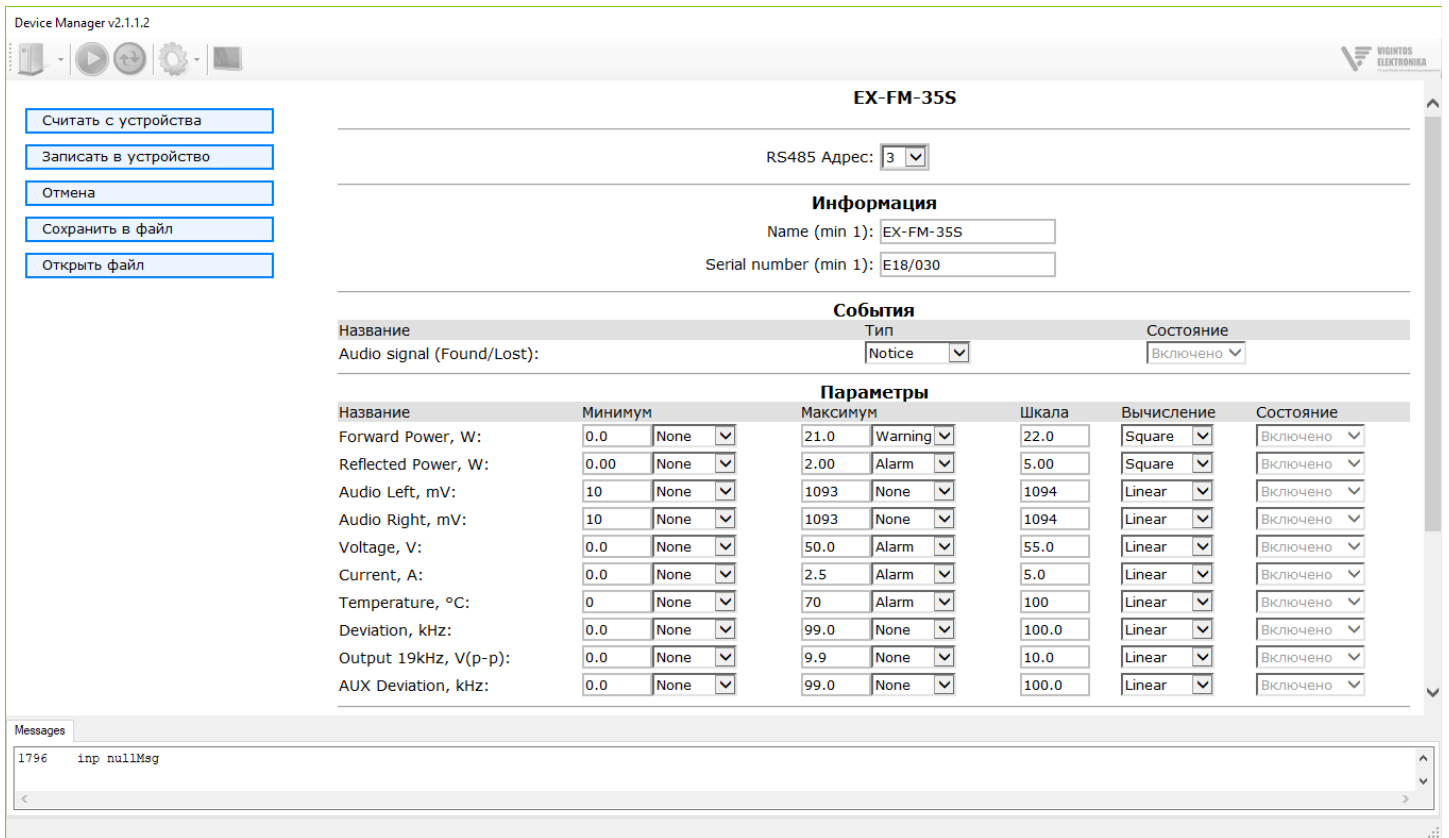 Device Manager v2.1.1.2
VIGINTOS
ELEKTRONIKA
Считать с устройства
Записать в устройство
Отмена
Сохранить в файл
Открыть файл
EX-FM-35S
RS485 Адрес: 3
Информация
Name (min 1): EX-FM-35S
Serial number (min 1): E18/030
События
Название Тип Состояние
Audio signal (Found/Lost): Notice Включено
Параметры
Название Минимум Максимум Шкала Вычисление Состояние
Forward Power, W: 0.0 None 21.0 Warning 22.0 Square Включено
Reflected Power, W: 0.00 None 2.00 Alarm 5.00 Square Включено
Audio Left, mV: 10 None 1093 None 1094 Linear Включено
Audio Right, mV: 10 None 1093 None 1094 Linear Включено
Voltage, V: 0.0 None 50.0 Alarm 55.0 Linear Включено
Current, A: 0.0 None 2.5 Alarm 5.0 Linear Включено
Temperature, °C: 0 None 70 Alarm 100 Linear Включено
Deviation, kHz: 0.0 None 99.0 None 100.0 Linear Включено
Output 19kHz, V(p-p): 0.0 None 9.9 None 10.0 Linear Включено
AUX Deviation, kHz: 0.0 None 99.0 None 100.0 Linear Включено
Messages
1796 inp nullMsg